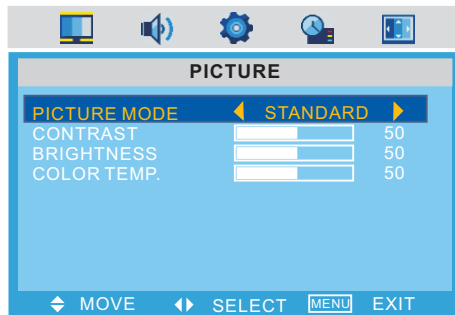 PICTURE
PICTURE MODE STANDARD
CONTRAST 50
BRIGHTNESS 50
COLOR TEMP. 50
MOVE SELECT MENU EXIT